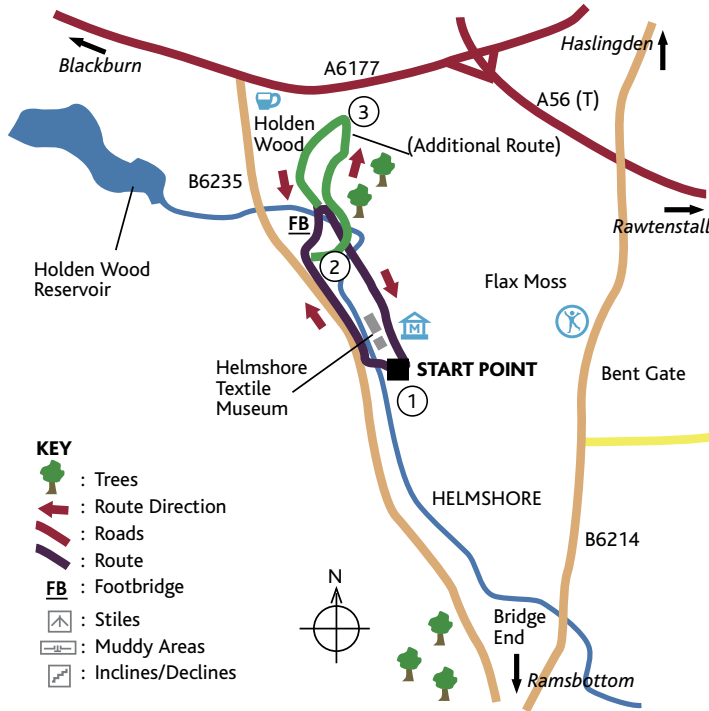 Haslingden
Blackburn
A6177
A56 (T)
3
Holden
Wood
(Additional Route)
B6235
FB
Rawtenstall
2
Holden Wood
Reservoir
Flax Moss
M
Helmshore
Textile
Museum
START POINT
Bent Gate
1
KEY
: Trees
: Route Direction
: Roads
: Route
FB : Footbridge
: Stiles
: Muddy Areas
: Inclines/Declines
HELMSHORE
B6214
N
Bridge
End
Ramsbottom